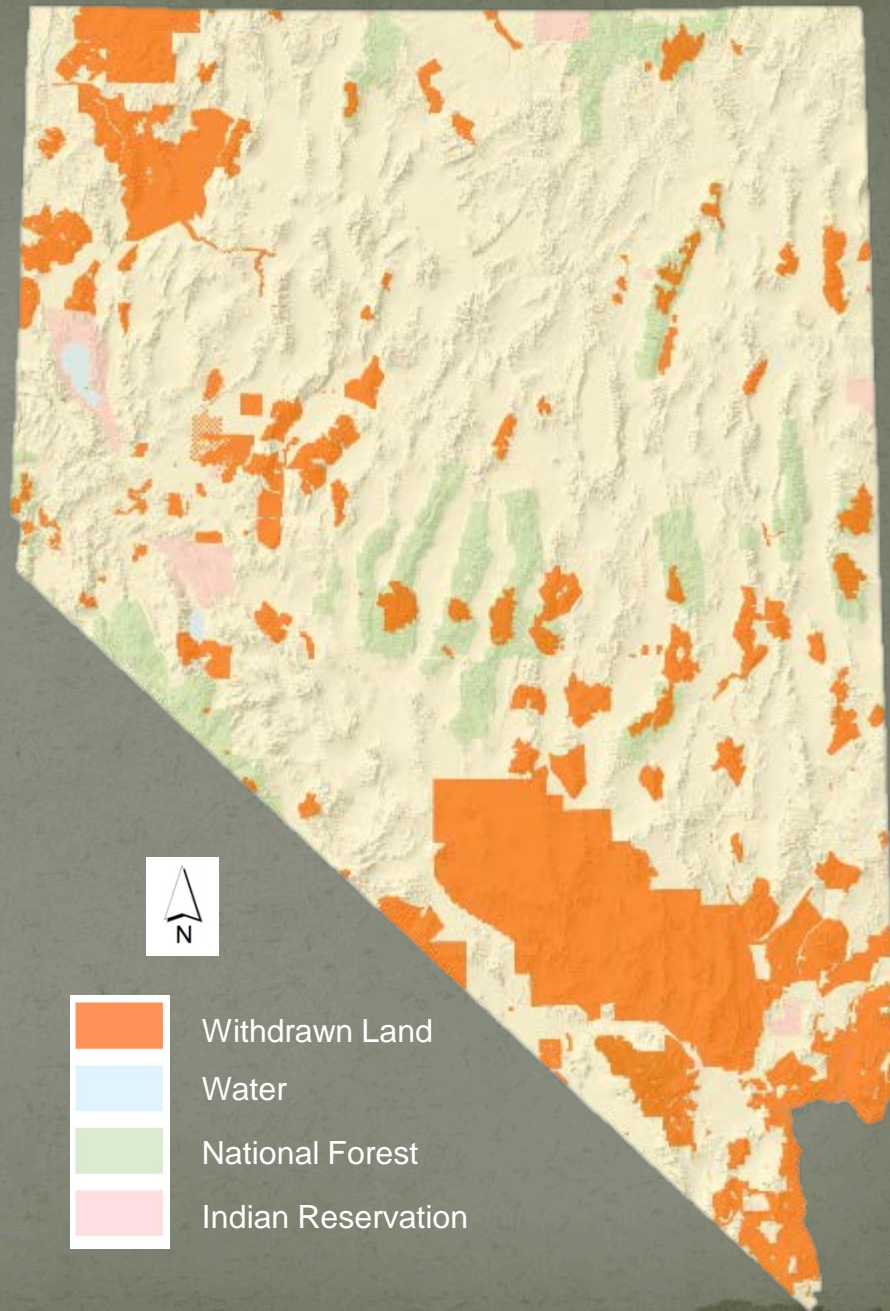 N
Withdrawn Land
Water
National Forest
Indian Reservation